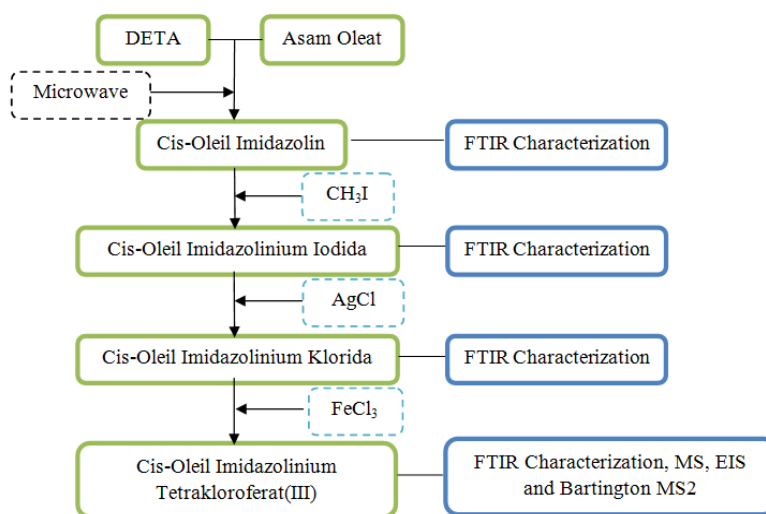 DETA
Asam Oleat
Microwave
Cis-Oleil Imidazolin
FTIR Characterization
CH₃I
Cis-Oleil Imidazolinium Iodida
FTIR Characterization
AgCl
Cis-Oleil Imidazolinium Klorida
FTIR Characterization
FeCl₃
Cis-Oleil Imidazolinium
Tetrakloroferat(III)
FTIR Characterization, MS, EIS
and Bartington MS2